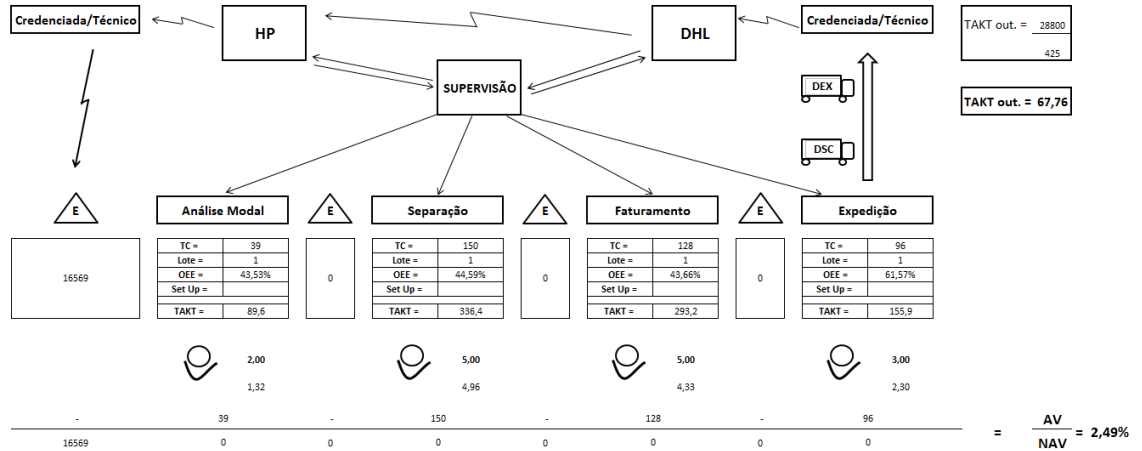 Credenciada/Técnico
HP
DHL
Credenciada/Técnico
TAKT out. = 28800
425
SUPERVISÃO
DEX
TAKT out. = 67,76
DSC
E Análise Modal E Separação E Faturamento E Expedição
TC = 39 TC = 150 TC = 128 TC = 96
Lote = 1 Lote = 1 Lote = 1 Lote = 1
16569 OEE = 43,53% 0 OEE = 44,59% 0 OEE = 43,66% 0 OEE = 61,57%
Set Up = Set Up = Set Up = Set Up =
TAKT = 89,6 TAKT = 336,4 TAKT = 293,2 TAKT = 155,9
2,00 5,00 5,00 3,00
1,32 4,96 4,33 2,30
- 39 - 150 - 128 - 96
16569 0 0 0 0 0 0 0
= AV
NAV = 2,49%